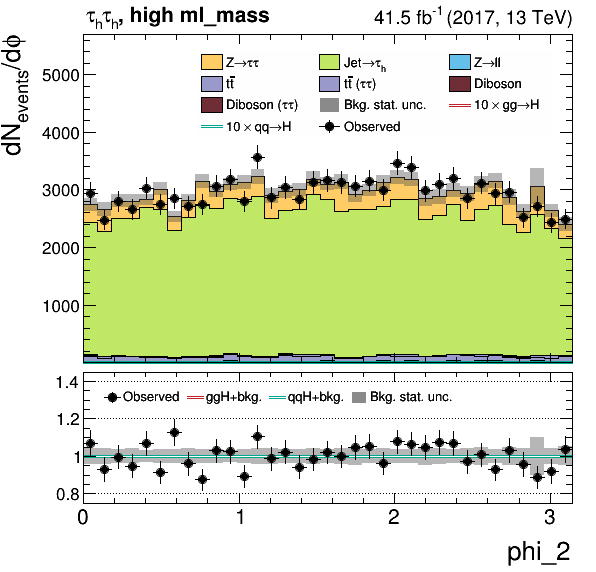 τhτh, high ml_mass 41.5 fb⁻¹ (2017, 13 TeV)
dNevents/dϕ
5000
4000
3000
2000
1000
Z→ττ Jet→τh Z→ll
tt̄ tt̄ (ττ) Diboson
Diboson (ττ) Bkg. stat. unc. 10 × gg→H
10 × qq→H Observed
1.4
1.2
1
0.8
Observed ggH+bkg. qqH+bkg. Bkg. stat. unc.
0 1 2 3
phi_2